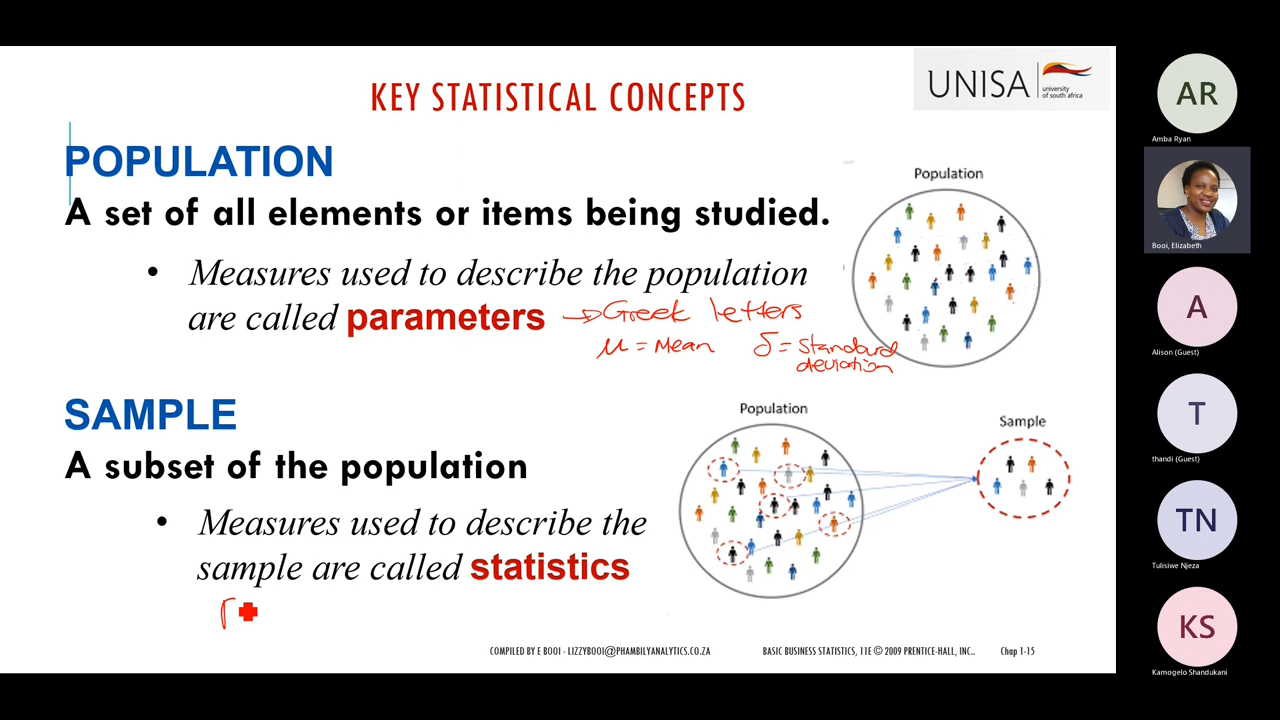 KEY STATISTICAL CONCEPTS
UNISA
university
of south africa
POPULATION
A set of all elements or items being studied.
• Measures used to describe the population
are called parameters → Greek letters
μ = Mean δ = Standard
deviation
Population
SAMPLE
A subset of the population
• Measures used to describe the
sample are called statistics
Population
Sample
COMPILED BY E BOOI - LIZZYBOOI@PHAMBILYANALYTICS.CO.ZA
BASIC BUSINESS STATISTICS, 11E © 2009 PRENTICE-HALL, INC..
Chap 1-15
AR
Amba Ryan
Booi, Elizabeth
A
Alison (Guest)
T
thandi (Guest)
TN
Tulisiwe Njeza
KS
Kamogelo Shandukani